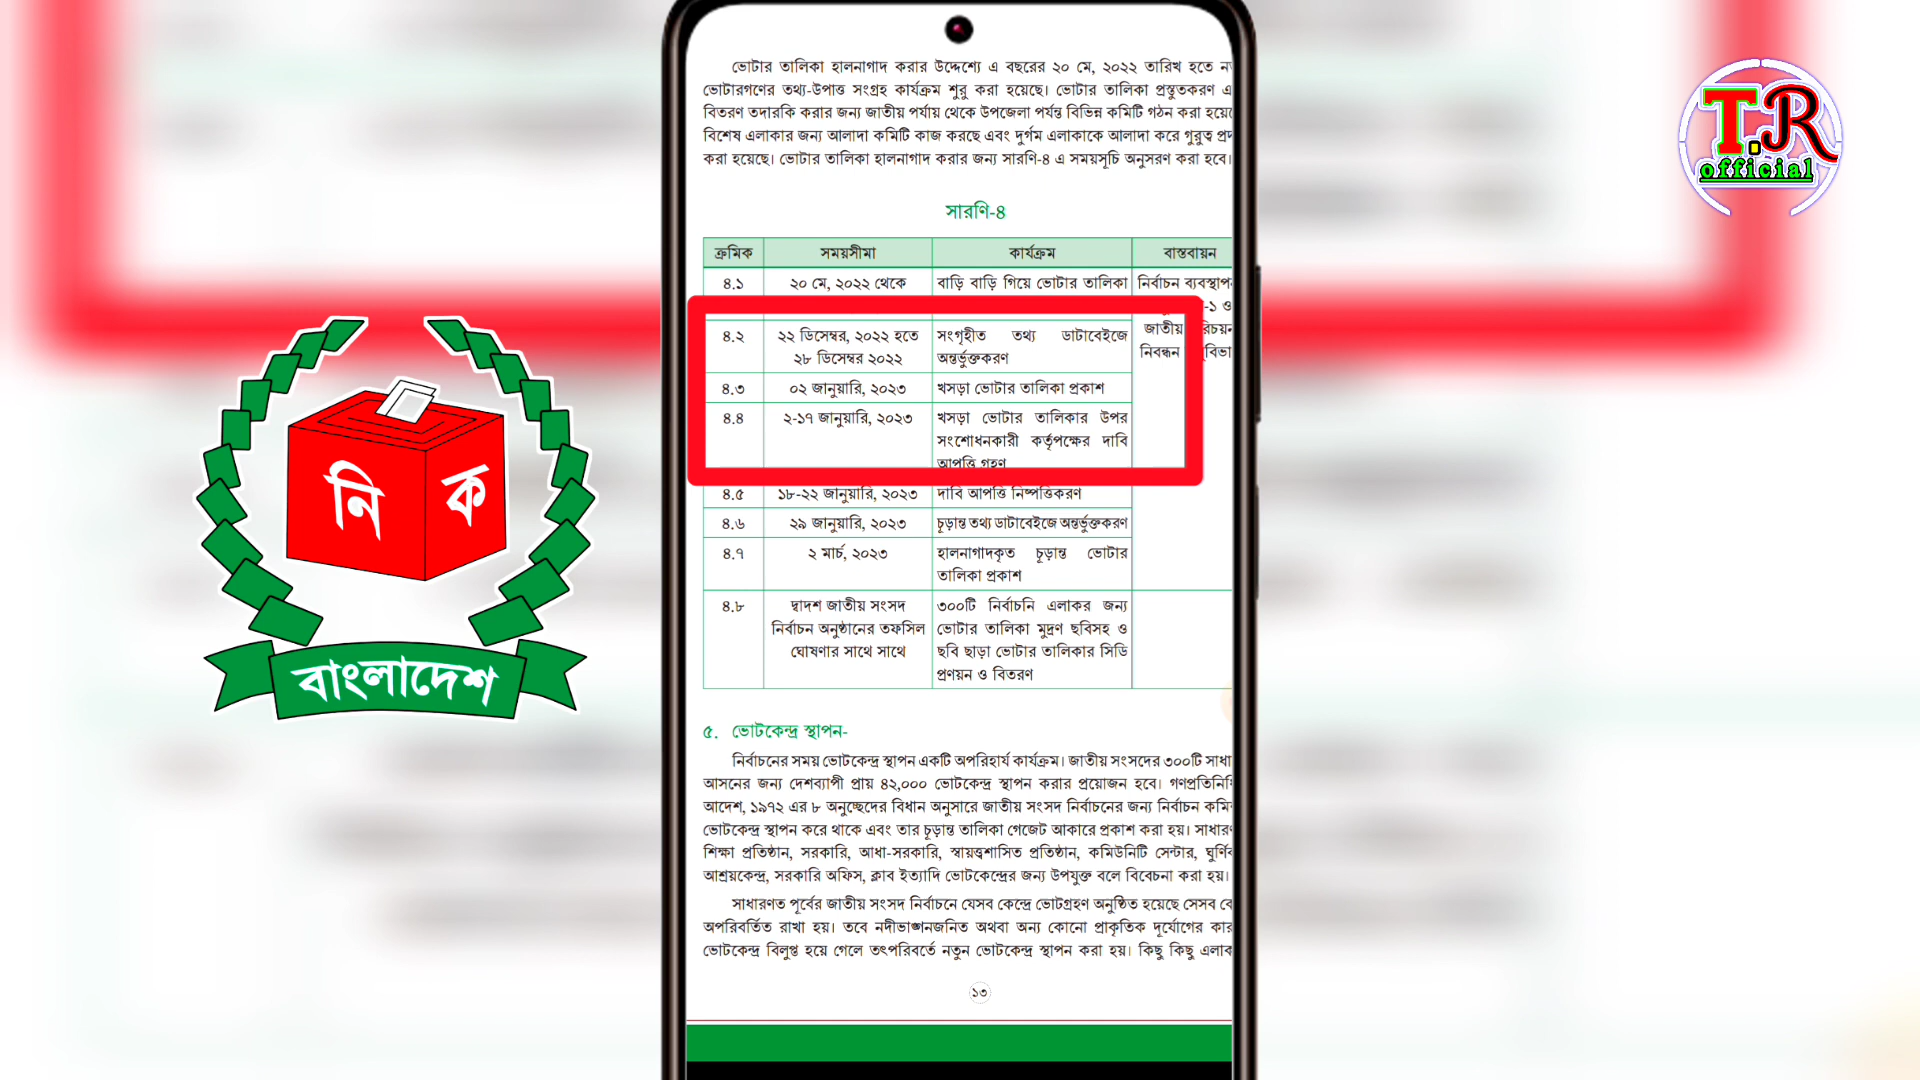 ভোটার তালিকা হালনাগাদ করার উদ্দেশ্যে এ বছরের ২০ মে, ২০২২ তারিখ হতে
ভোটারগণের তথ্য-উপাত্ত সংগ্রহ কার্যক্রম শুরু করা হয়েছে। ভোটার তালিকা প্রস্তুতকরণ
বিতরণ তদারকি করার জন্য জাতীয় পর্যায় থেকে উপজেলা পর্যন্ত বিভিন্ন কমিটি গঠন করা
বিশেষ এলাকার জন্য আলাদা কমিটি কাজ করছে এবং দুর্গম এলাকাকে আলাদা করে গুরুত্ব
করা হয়েছে। ভোটার তালিকা হালনাগাদ করার জন্য সারণি-৪ এ সময়সূচি অনুসরণ করা হবে।
সারণি-৪
ক্রমিক সময়সীমা কার্যক্রম বাস্তবায়ন
৪.১ ২০ মে, ২০২২ থেকে বাড়ি বাড়ি গিয়ে ভোটার তালিকা নির্বাচন
-১ ও
জাতীয়
নিবন্ধন
৪.২ ২২ ডিসেম্বর, ২০২২ হতে সংগৃহীত তথ্য ডাটাবেইজে
২৮ ডিসেম্বর ২০২২ অন্তর্ভুক্তকরণ
৪.৩ ০২ জানুয়ারি, ২০২৩ খসড়া ভোটার তালিকা প্রকাশ
৪.৪ ২-১৭ জানুয়ারি, ২০২৩ খসড়া ভোটার তালিকার উপর
সংশোধনকারী কর্তৃপক্ষের দাবি
আপত্তি গ্রহণ
৪.৫ ১৮-২২ জানুয়ারি, ২০২৩ দাবি আপত্তি নিষ্পত্তিকরণ
৪.৬ ২৯ জানুয়ারি, ২০২৩ চূড়ান্ত তথ্য ডাটাবেইজে অন্তর্ভুক্তকরণ
৪.৭ ২ মার্চ, ২০২৩ হালনাগাদকৃত চূড়ান্ত ভোটার
তালিকা প্রকাশ
৪.৮ দ্বাদশ জাতীয় সংসদ ৩০০টি নির্বাচনি এলাকর জন্য
নির্বাচন অনুষ্ঠানের তফসিল ভোটার তালিকা মুদ্রণ ছবিসহ ও
ঘোষণার সাথে সাথে ছবি ছাড়া ভোটার তালিকার সিডি
প্রণয়ন ও বিতরণ
৫. ভোটকেন্দ্র স্থাপন-
নির্বাচনের সময় ভোটকেন্দ্র স্থাপন একটি অপরিহার্য কার্যক্রম। জাতীয় সংসদের ৩০০টি
আসনের জন্য দেশব্যাপী প্রায় ৪২,০০০ ভোটকেন্দ্র স্থাপন করার প্রয়োজন হবে।
আদেশ, ১৯৭২ এর ৮ অনুচ্ছেদের বিধান অনুসারে জাতীয় সংসদ নির্বাচনের জন্য নির্বাচন
ভোটকেন্দ্র স্থাপন করে থাকে এবং তার চূড়ান্ত তালিকা গেজেট আকারে প্রকাশ করা হয়।
শিক্ষা প্রতিষ্ঠান, সরকারি, আধা-সরকারি, স্বায়ত্ত্বশাসিত প্রতিষ্ঠান, কমিউনিটি সেন্টার,
আশ্রয়কেন্দ্র, সরকারি অফিস, ক্লাব ইত্যাদি ভোটকেন্দ্রের জন্য উপযুক্ত বলে বিবেচনা করা হয়।
সাধারণত পূর্বের জাতীয় সংসদ নির্বাচনে যেসব কেন্দ্রে ভোটগ্রহণ অনুষ্ঠিত হয়েছে সেসব
অপরিবর্তিত রাখা হয়। তবে নদীভাঙ্গনজনিত অথবা অন্য কোনো প্রাকৃতিক দূর্যোগের
ভোটকেন্দ্র বিলুপ্ত হয়ে গেলে তৎপরিবর্তে নতুন ভোটকেন্দ্র স্থাপন করা হয়। কিছু কিছু
১৩
নি ক
বাংলাদেশ
T.R
official